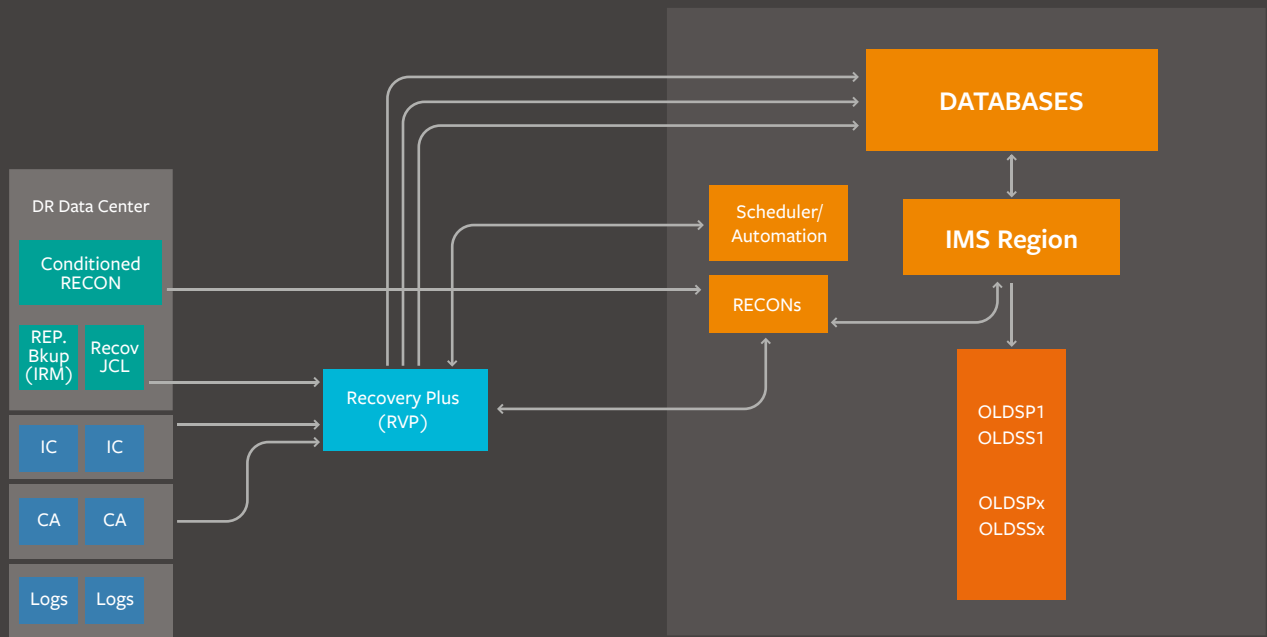 DR Data Center
Conditioned
RECON
REP.
Bkup
(IRM)
Recov
JCL
IC
IC
CA
CA
Logs
Logs
Recovery Plus
(RVP)
DATABASES
Scheduler/
Automation
IMS Region
RECONs
OLDSP1
OLDSS1
OLDSPx
OLDSSx